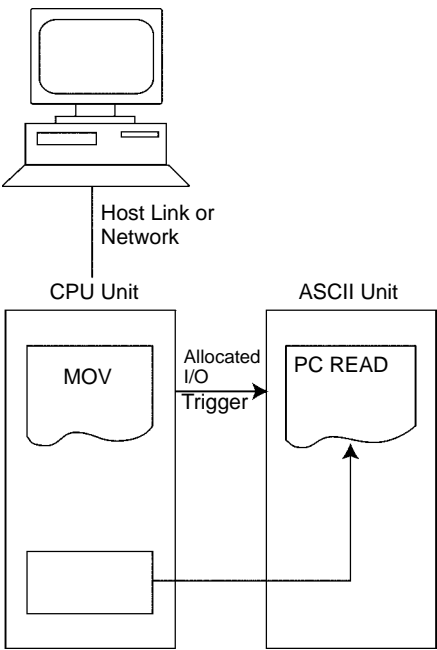 Host Link or
Network
CPU Unit
ASCII Unit
MOV
Allocated
I/O
Trigger
PC READ